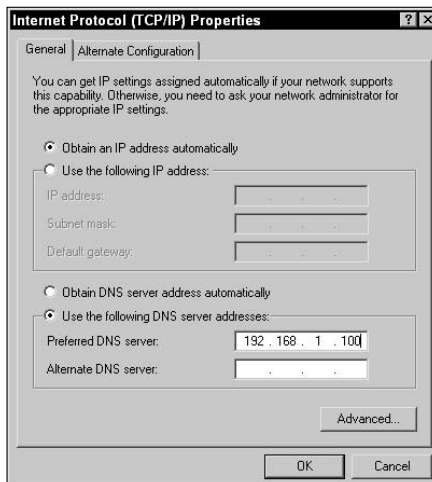 Internet Protocol (TCP/IP) Properties
General
Alternate Configuration
You can get IP settings assigned automatically if your network supports
this capability. Otherwise, you need to ask your network administrator for
the appropriate IP settings.
Obtain an IP address automatically
Use the following IP address:
IP address:
Subnet mask:
Default gateway:
Obtain DNS server address automatically
Use the following DNS server addresses:
Preferred DNS server: 192 . 168 . 1 . 100
Alternate DNS server: . . .
Advanced...
OK
Cancel